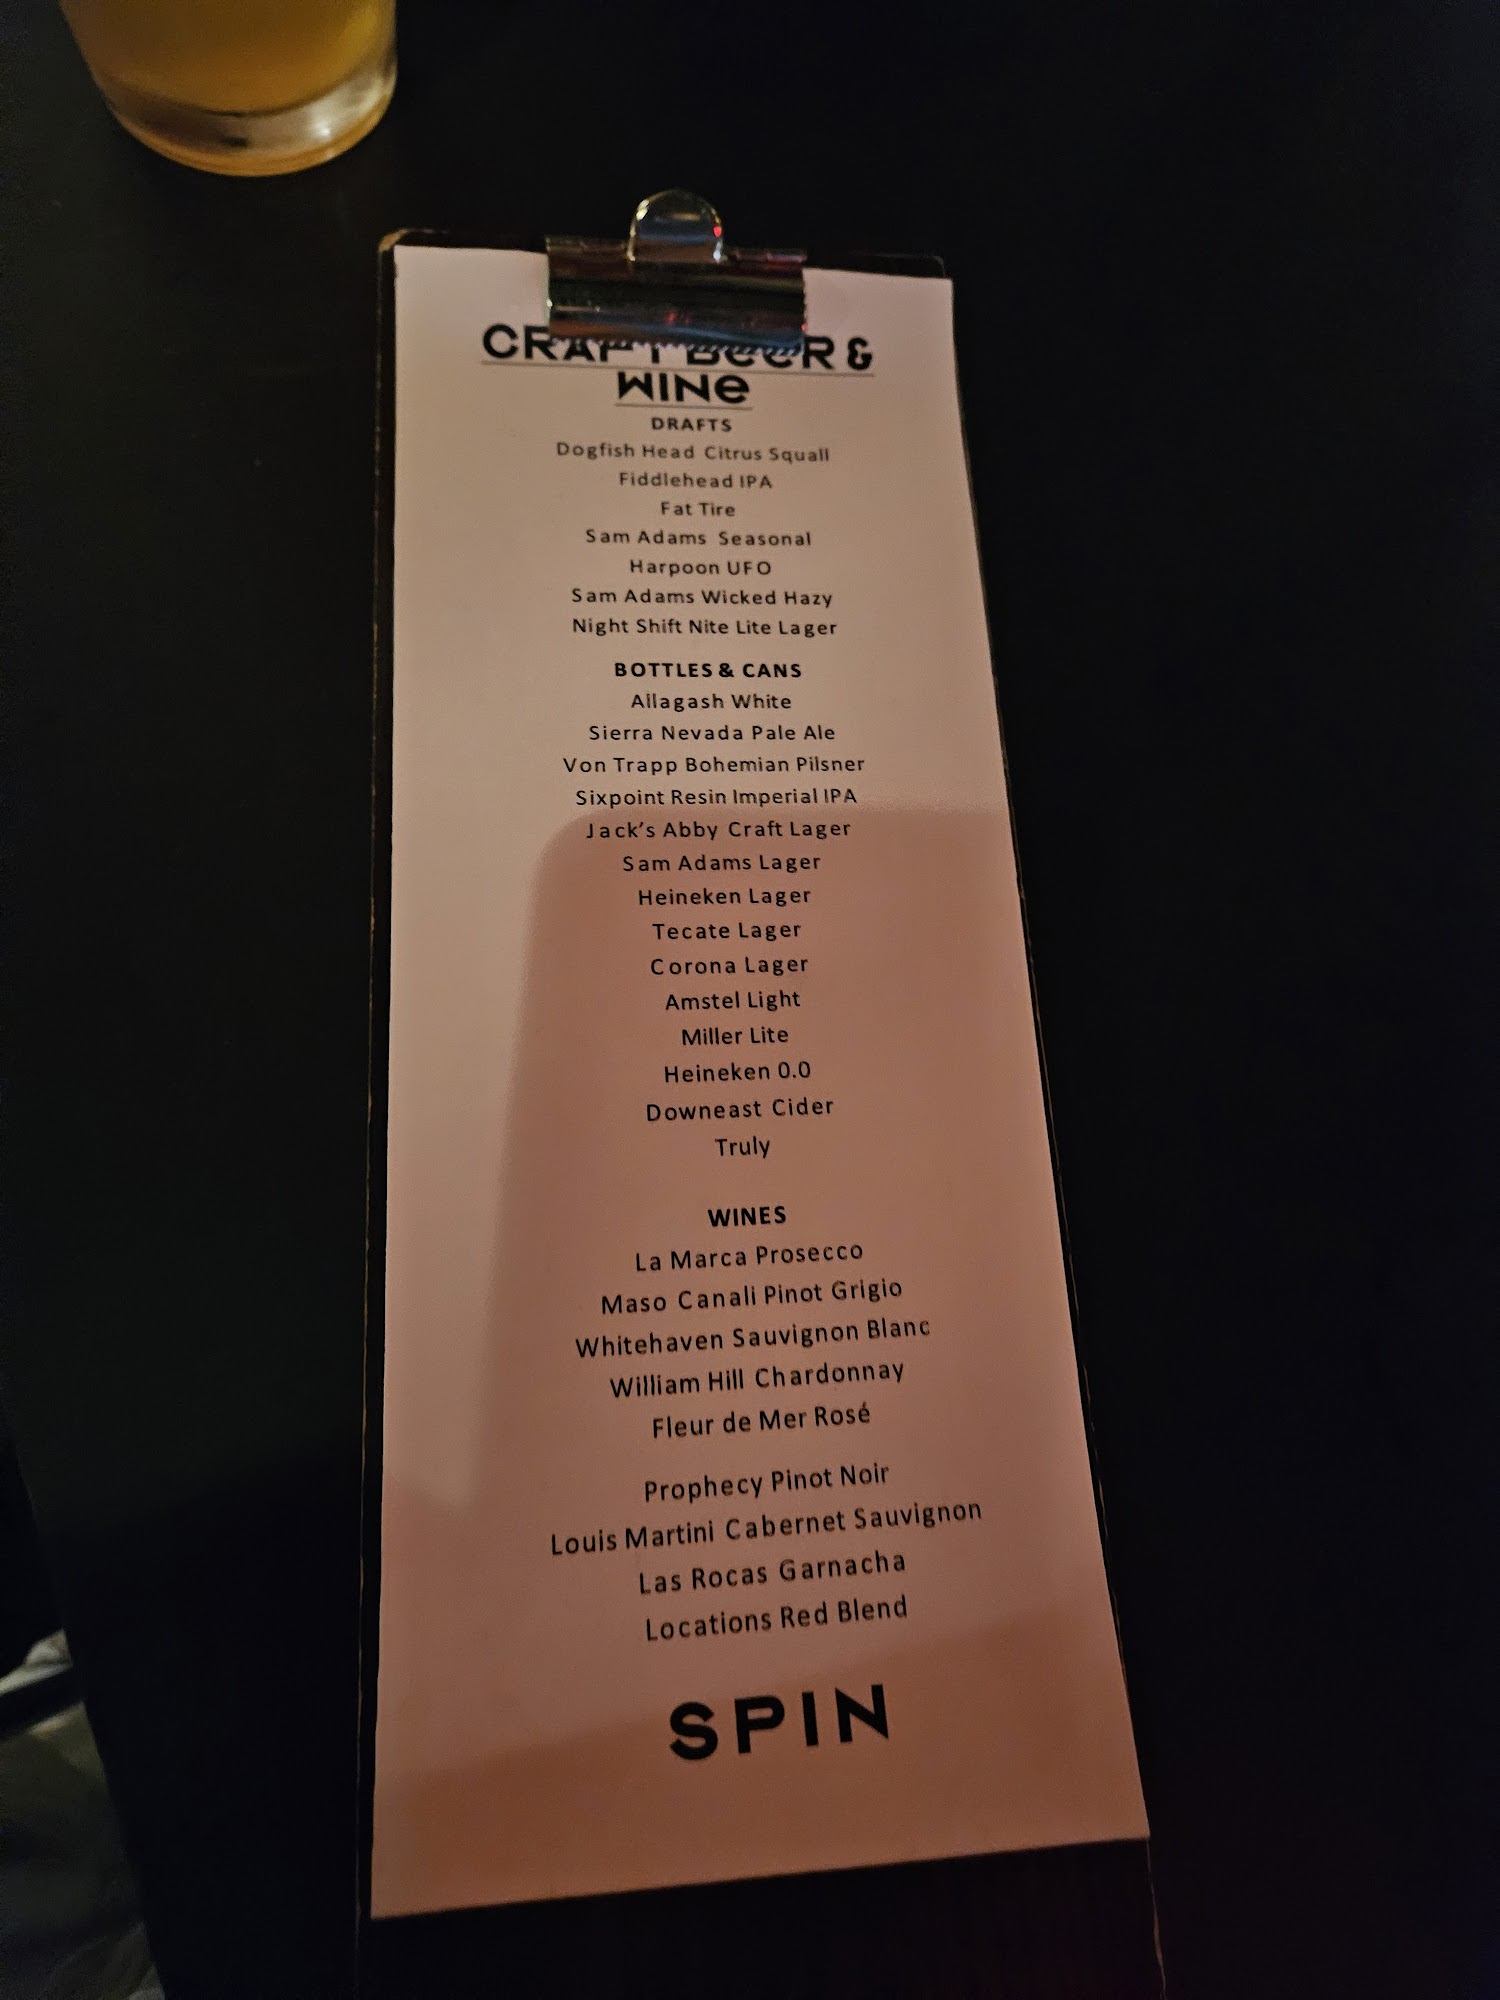 CRAFT BEER &
WINE
DRAFTS
Dogfish Head Citrus Squall
Fiddlehead IPA
Fat Tire
Sam Adams Seasonal
Harpoon UFO
Sam Adams Wicked Hazy
Night Shift Nite Lite Lager
BOTTLES & CANS
Allagash White
Sierra Nevada Pale Ale
Von Trapp Bohemian Pilsner
Sixpoint Resin Imperial IPA
Jack's Abby Craft Lager
Sam Adams Lager
Heineken Lager
Tecate Lager
Corona Lager
Amstel Light
Miller Lite
Heineken 0.0
Downeast Cider
Truly
WINES
La Marca Prosecco
Maso Canali Pinot Grigio
Whitehaven Sauvignon Blanc
William Hill Chardonnay
Fleur de Mer Rosé
Prophecy Pinot Noir
Louis Martini Cabernet Sauvignon
Las Rocas Garnacha
Locations Red Blend
SPIN